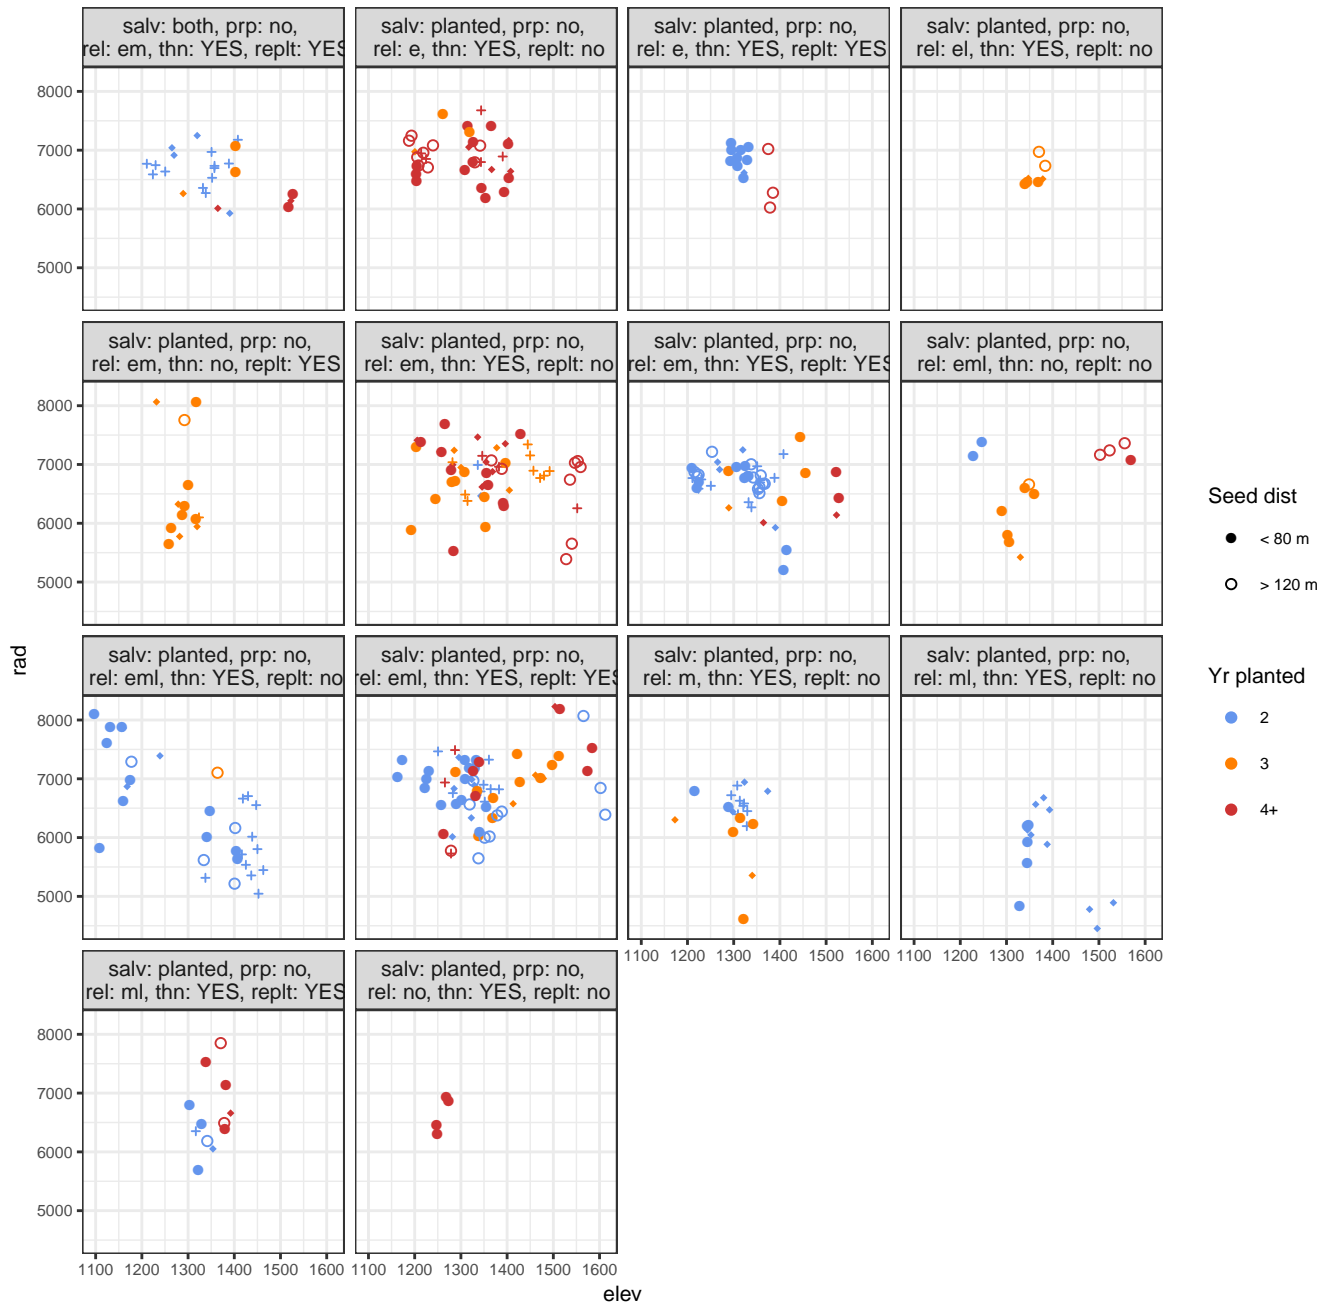 salv: both, prp: no,
rel: em, thn: YES, replt: YES
salv: planted, prp: no,
rel: e, thn: YES, replt: no
salv: planted, prp: no,
rel: e, thn: YES, replt: YES
salv: planted, prp: no,
rel: el, thn: YES, replt: no
8000
7000
6000
5000
salv: planted, prp: no,
rel: em, thn: no, replt: YES
salv: planted, prp: no,
rel: em, thn: YES, replt: no
salv: planted, prp: no,
rel: em, thn: YES, replt: YES
salv: planted, prp: no,
rel: eml, thn: no, replt: no
8000
7000
6000
5000
salv: planted, prp: no,
rel: eml, thn: YES, replt: no
salv: planted, prp: no,
rel: eml, thn: YES, replt: YES
salv: planted, prp: no,
rel: m, thn: YES, replt: no
salv: planted, prp: no,
rel: ml, thn: YES, replt: no
8000
7000
6000
5000
1100 1200 1300 1400 1500 1600
1100 1200 1300 1400 1500 1600
salv: planted, prp: no,
rel: ml, thn: YES, replt: YES
salv: planted, prp: no,
rel: no, thn: YES, replt: no
8000
7000
6000
5000
1100 1200 1300 1400 1500 1600
1100 1200 1300 1400 1500 1600
elev
rad
Seed dist
< 80 m
> 120 m
Yr planted
2
3
4+